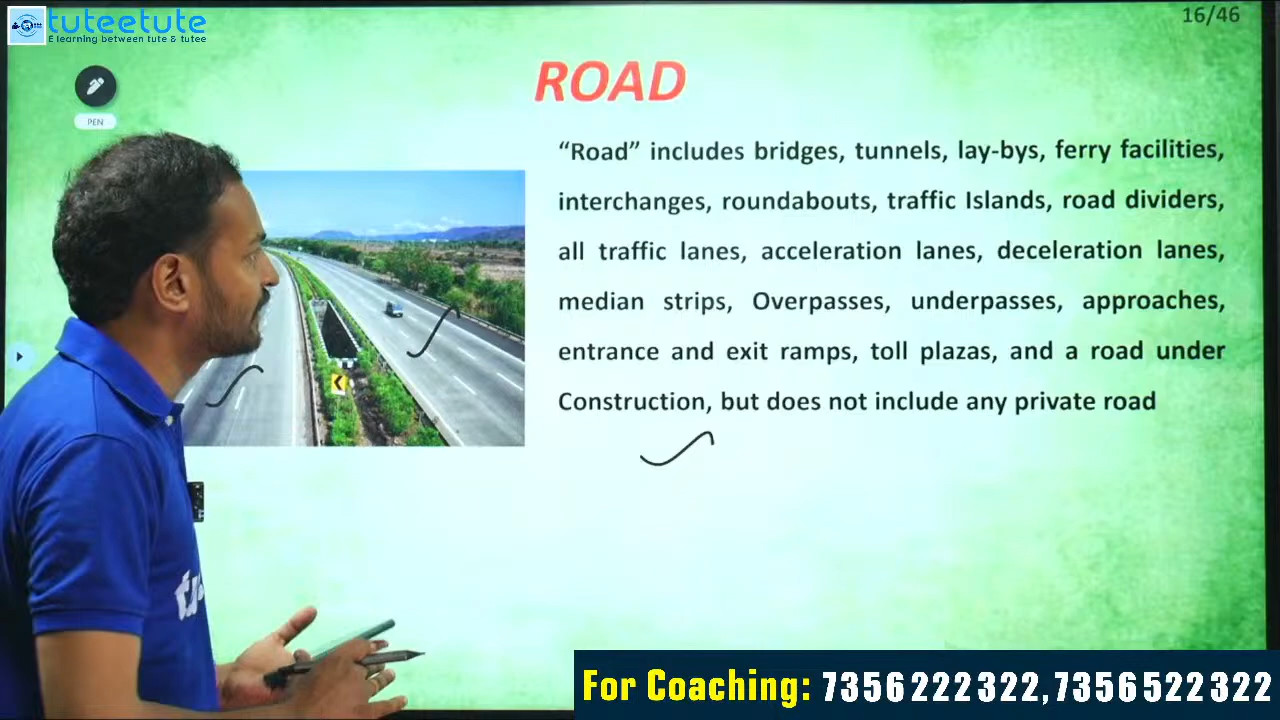 tuteetute
E learning between tute & tutee
16/46
PEN
ROAD
“Road” includes bridges, tunnels, lay-bys, ferry facilities,
interchanges, roundabouts, traffic Islands, road dividers,
all traffic lanes, acceleration lanes, deceleration lanes,
median strips, Overpasses, underpasses, approaches,
entrance and exit ramps, toll plazas, and a road under
Construction, but does not include any private road
For Coaching: 7356222322,7356522322